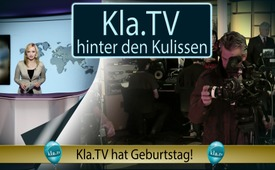 Kla.TV
hinter den Kulissen
Kla.TV hat Geburtstag!